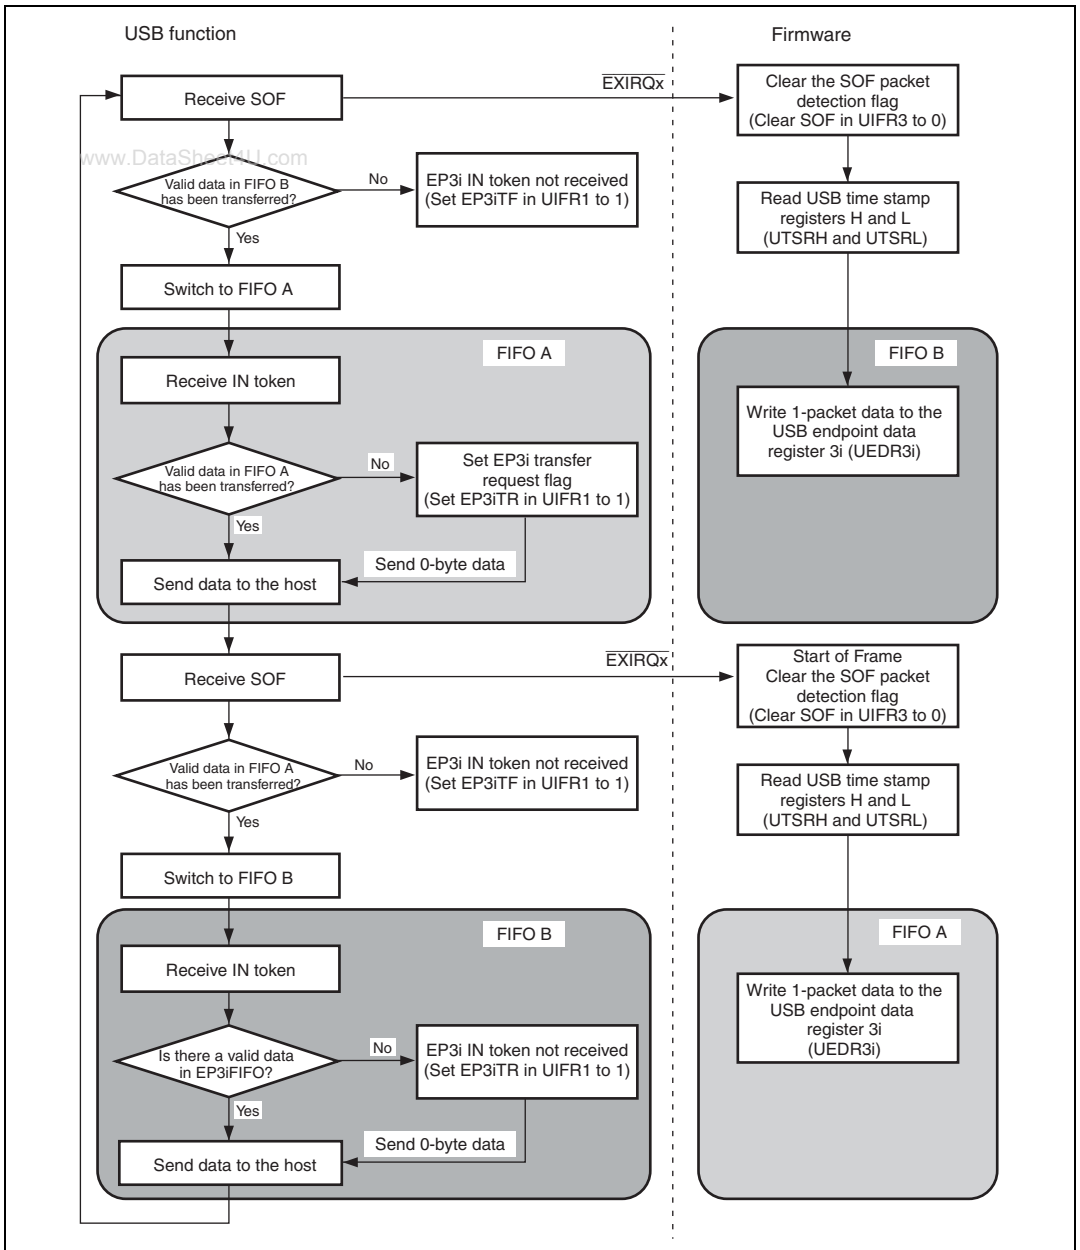 USB function
Firmware
Receive SOF
EXIRQx
Clear the SOF packet
detection flag
(Clear SOF in UIFR3 to 0)
www.DataSheet4U.com
Valid data in FIFO B
has been transferred?
No
EP3i IN token not received
(Set EP3iTF in UIFR1 to 1)
Read USB time stamp
registers H and L
(UTSRH and UTSRL)
Yes
Switch to FIFO A
FIFO A
FIFO B
Receive IN token
Write 1-packet data to the
USB endpoint data
register 3i (UEDR3i)
Valid data in FIFO A
has been transferred?
No
Set EP3i transfer
request flag
(Set EP3iTR in UIFR1 to 1)
Yes
Send 0-byte data
Send data to the host
Receive SOF
EXIRQx
Start of Frame
Clear the SOF packet
detection flag
(Clear SOF in UIFR3 to 0)
Valid data in FIFO A
has been transferred?
No
EP3i IN token not received
(Set EP3iTF in UIFR1 to 1)
Read USB time stamp
registers H and L
(UTSRH and UTSRL)
Yes
Switch to FIFO B
FIFO B
FIFO A
Receive IN token
Write 1-packet data to the
USB endpoint data
register 3i
(UEDR3i)
Is there a valid data
in EP3iFIFO?
No
EP3i IN token not received
(Set EP3iTR in UIFR1 to 1)
Yes
Send 0-byte data
Send data to the host